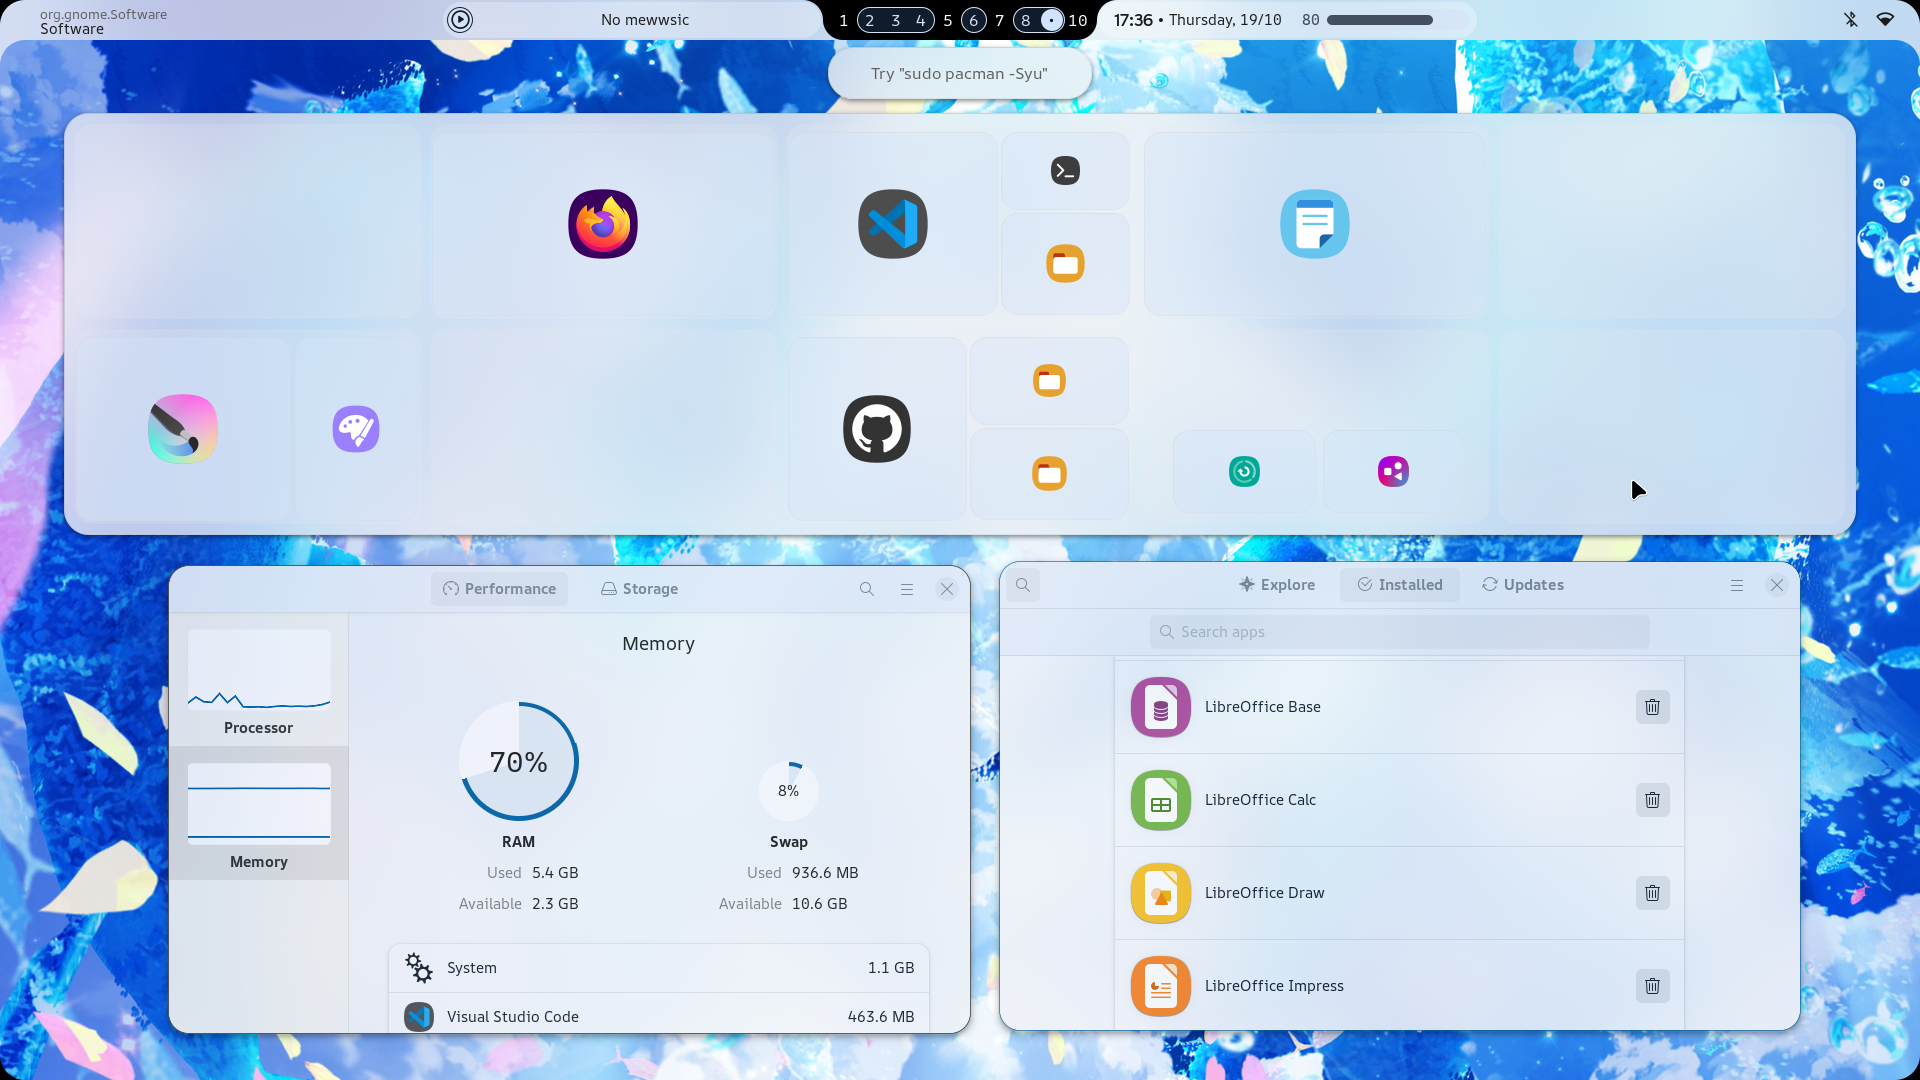 org.gnome.Software
Software
No mewwsic
1 2 3 4 5 6 7 8 10
17:36 • Thursday, 19/10 80
Try "sudo pacman -Syu"
Performance
Storage
Memory
Processor
Memory
70%
RAM
Used 5.4 GB
Available 2.3 GB
8%
Swap
Used 936.6 MB
Available 10.6 GB
System 1.1 GB
Visual Studio Code 463.6 MB
Explore
Installed
Updates
Search apps
LibreOffice Base
LibreOffice Calc
LibreOffice Draw
LibreOffice Impress